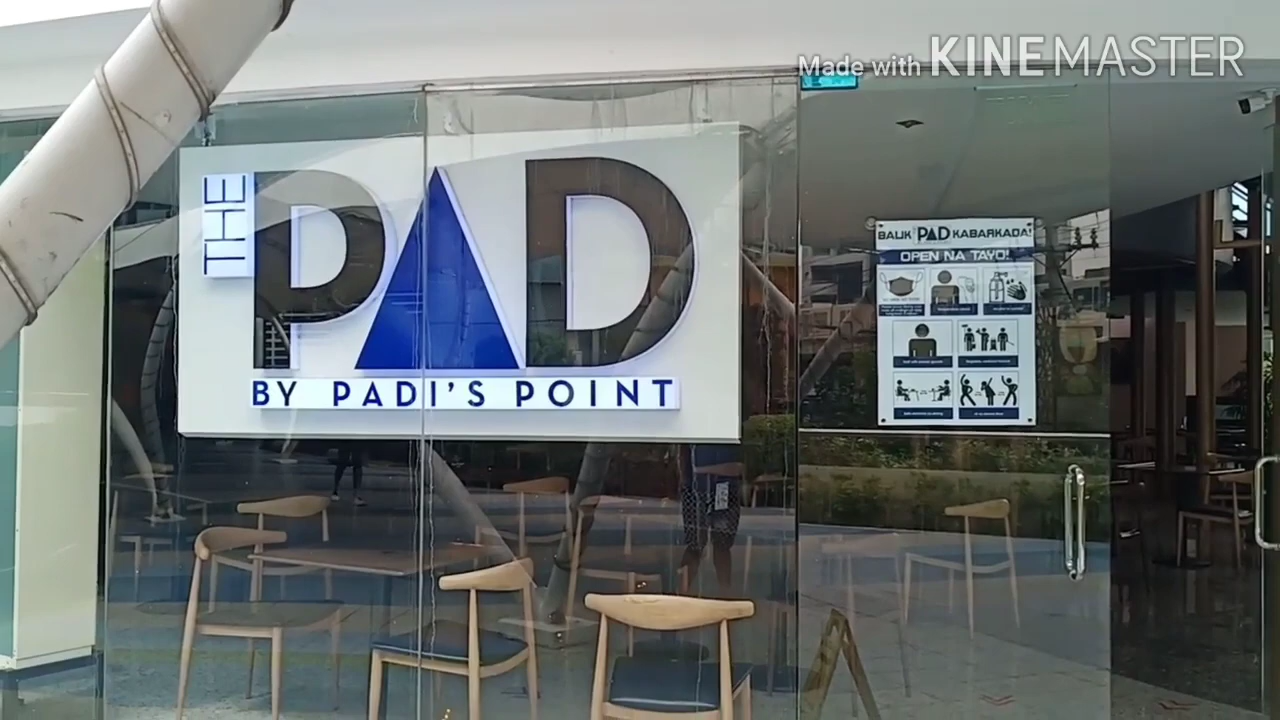 Made with KINEMASTER
THE
PAD
BY PADI'S POINT
BALIK PAD KABARKADA!
OPEN NA TAYO!